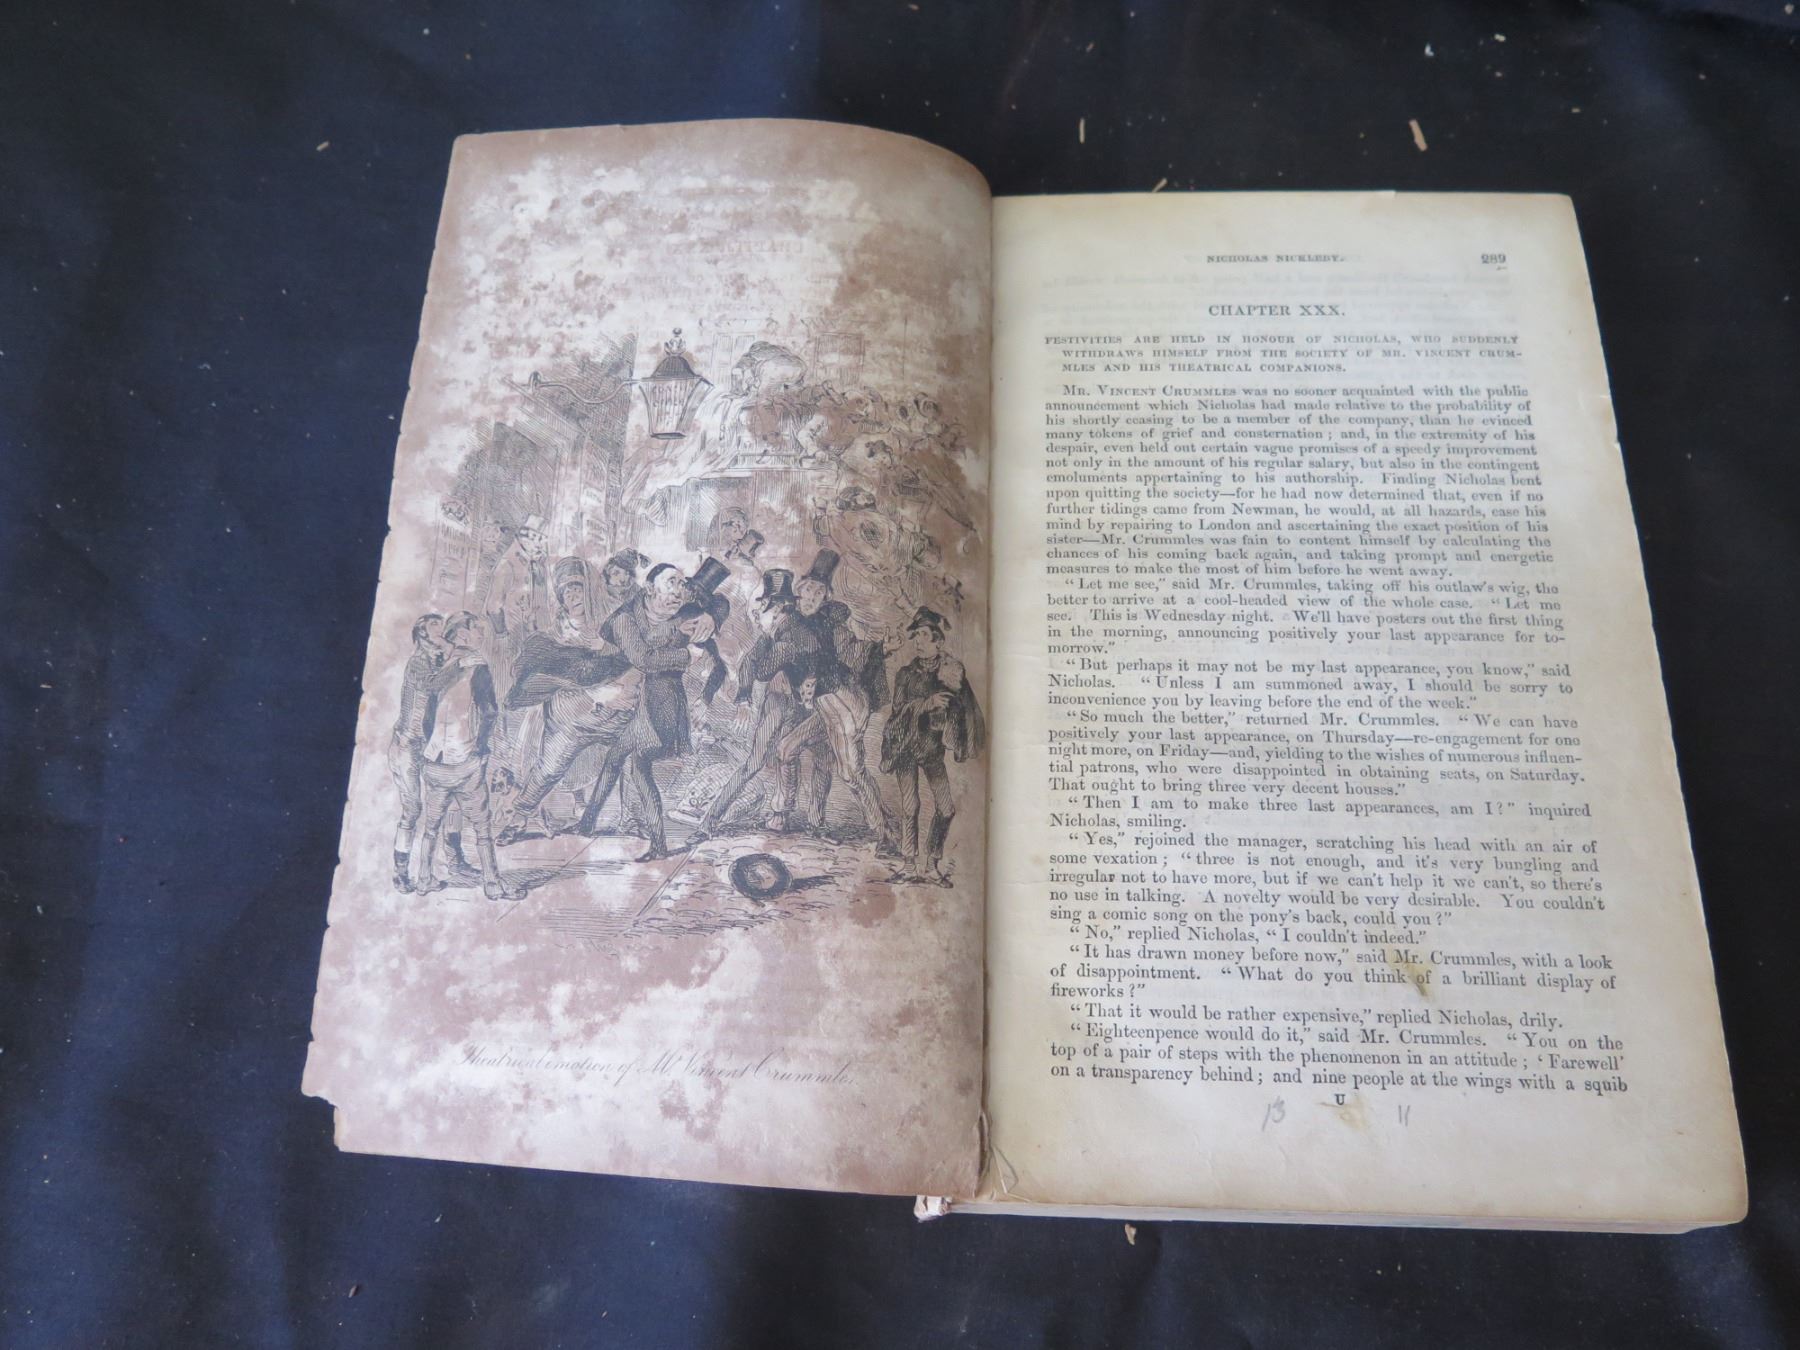 Theatrical emotion of Mr. Vincent Crummles.
NICHOLAS NICKLEBY.
289
CHAPTER XXX.
FESTIVITIES ARE HELD IN HONOUR OF NICHOLAS, WHO SUDDENLY
WITHDRAWS HIMSELF FROM THE SOCIETY OF MR. VINCENT CRUM-
MLES AND HIS THEATRICAL COMPANIONS.
MR. VINCENT CRUMMLES was no sooner acquainted with the public
announcement which Nicholas had made relative to the probability of
his shortly ceasing to be a member of the company, than he evinced
many tokens of grief and consternation; and, in the extremity of his
despair, even held out certain vague promises of a speedy improvement
not only in the amount of his regular salary, but also in the contingent
emoluments appertaining to his authorship. Finding Nicholas bent
upon quitting the society—for he had now determined that, even if no
further tidings came from Newman, he would, at all hazards, ease his
mind by repairing to London and ascertaining the exact position of his
sister—Mr. Crummles was fain to content himself by calculating the
chances of his coming back again, and taking prompt and energetic
measures to make the most of him before he went away.
"Let me see," said Mr. Crummles, taking off his outlaw's wig, the
better to arrive at a cool-headed view of the whole case. "Let me
see. This is Wednesday night. We'll have posters out the first thing
in the morning, announcing positively your last appearance for to-
morrow."
"But perhaps it may not be my last appearance, you know," said
Nicholas. "Unless I am summoned away, I should be sorry to
inconvenience you by leaving before the end of the week."
"So much the better," returned Mr. Crummles. "We can have
positively your last appearance, on Thursday—re-engagement for one
night more, on Friday—and, yielding to the wishes of numerous influen-
tial patrons, who were disappointed in obtaining seats, on Saturday.
That ought to bring three very decent houses."
"Then I am to make three last appearances, am I?" inquired
Nicholas, smiling.
"Yes," rejoined the manager, scratching his head with an air of
some vexation; "three is not enough, and it's very bungling and
irregular not to have more, but if we can't help it we can't, so there's
no use in talking. A novelty would be very desirable. You couldn't
sing a comic song on the pony's back, could you?"
"No," replied Nicholas, "I couldn't indeed."
"It has drawn money before now," said Mr. Crummles, with a look
of disappointment. "What do you think of a brilliant display of
fireworks?"
"That it would be rather expensive," replied Nicholas, drily.
"Eighteenpence would do it," said Mr. Crummles. "You on the
top of a pair of steps with the phenomenon in an attitude; 'Farewell'
on a transparency behind; and nine people at the wings with a squib
U
13 11